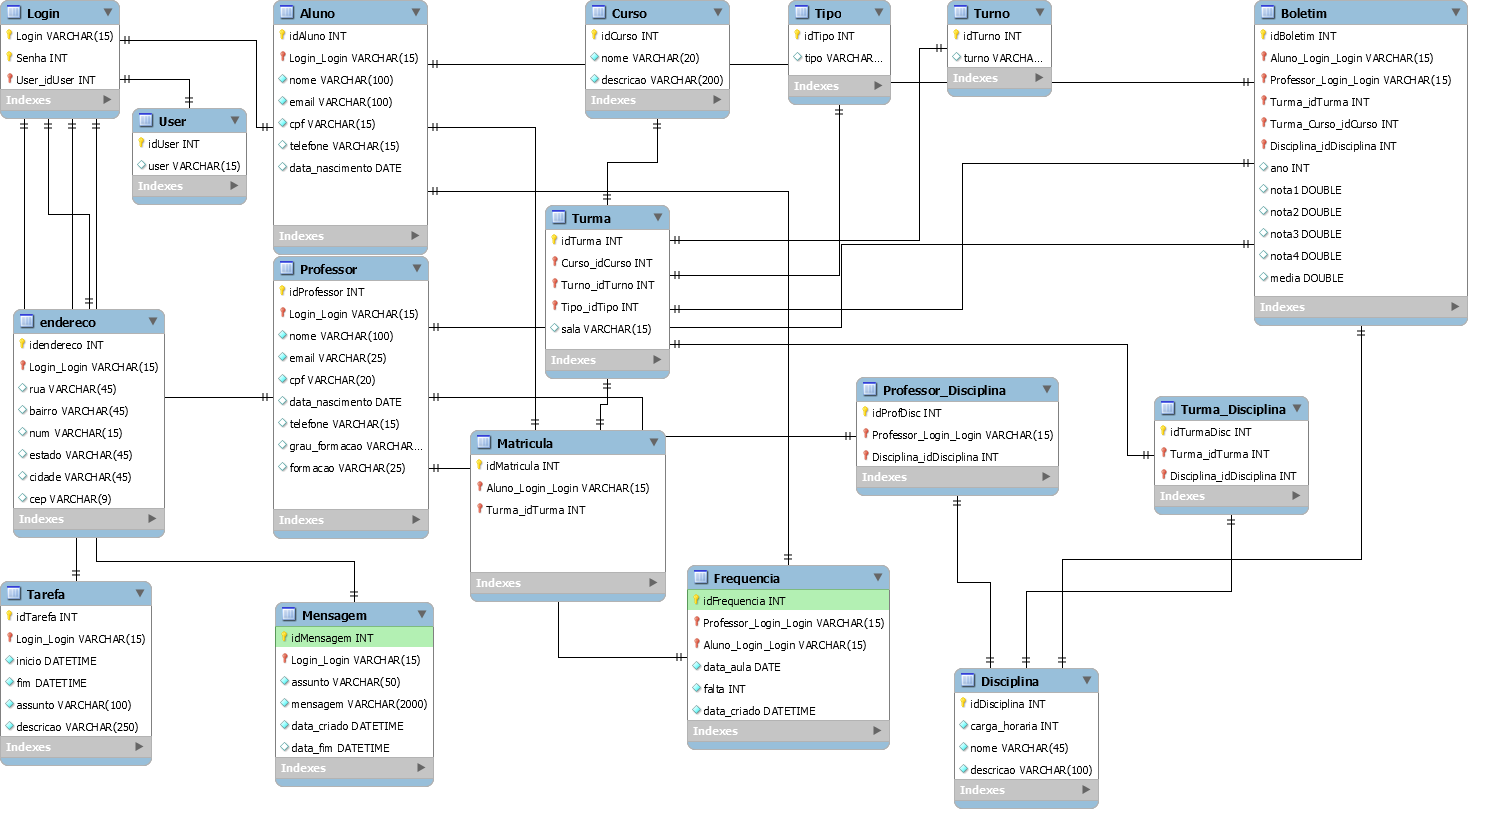 Login
Login VARCHAR(15)
Senha INT
User_idUser INT
Indexes
User
idUser INT
user VARCHAR(15)
Indexes
Aluno
idAluno INT
Login_Login VARCHAR(15)
nome VARCHAR(100)
email VARCHAR(100)
cpf VARCHAR(15)
telefone VARCHAR(15)
data_nascimento DATE
Indexes
Curso
idCurso INT
nome VARCHAR(20)
descricao VARCHAR(200)
Indexes
Tipo
idTipo INT
tipo VARCHAR...
Indexes
Turno
idTurno INT
turno VARCHA...
Indexes
Boletim
idBoletim INT
Aluno_Login_Login VARCHAR(15)
Professor_Login_Login VARCHAR(15)
Turma_idTurma INT
Turma_Curso_idCurso INT
Disciplina_idDisciplina INT
ano INT
nota1 DOUBLE
nota2 DOUBLE
nota3 DOUBLE
nota4 DOUBLE
media DOUBLE
Indexes
Turma
idTurma INT
Curso_idCurso INT
Turno_idTurno INT
Tipo_idTipo INT
sala VARCHAR(15)
Indexes
Professor
idProfessor INT
Login_Login VARCHAR(15)
nome VARCHAR(100)
email VARCHAR(25)
cpf VARCHAR(20)
data_nascimento DATE
telefone VARCHAR(15)
grau_formacao VARCHAR...
formacao VARCHAR(25)
Indexes
endereco
idendereco INT
Login_Login VARCHAR(15)
rua VARCHAR(45)
bairro VARCHAR(45)
num VARCHAR(15)
estado VARCHAR(45)
cidade VARCHAR(45)
cep VARCHAR(9)
Indexes
Professor_Disciplina
idProfDisc INT
Professor_Login_Login VARCHAR(15)
Disciplina_idDisciplina INT
Indexes
Turma_Disciplina
idTurmaDisc INT
Turma_idTurma INT
Disciplina_idDisciplina INT
Indexes
Matricula
idMatricula INT
Aluno_Login_Login VARCHAR(15)
Turma_idTurma INT
Indexes
Tarefa
idTarefa INT
Login_Login VARCHAR(15)
inicio DATETIME
fim DATETIME
assunto VARCHAR(100)
descricao VARCHAR(250)
Indexes
Mensagem
idMensagem INT
Login_Login VARCHAR(15)
assunto VARCHAR(50)
mensagem VARCHAR(2000)
data_criado DATETIME
data_fim DATETIME
Indexes
Frequencia
idFrequencia INT
Professor_Login_Login VARCHAR(15)
Aluno_Login_Login VARCHAR(15)
data_aula DATE
falta INT
data_criado DATETIME
Indexes
Disciplina
idDisciplina INT
carga_horaria INT
nome VARCHAR(45)
descricao VARCHAR(100)
Indexes